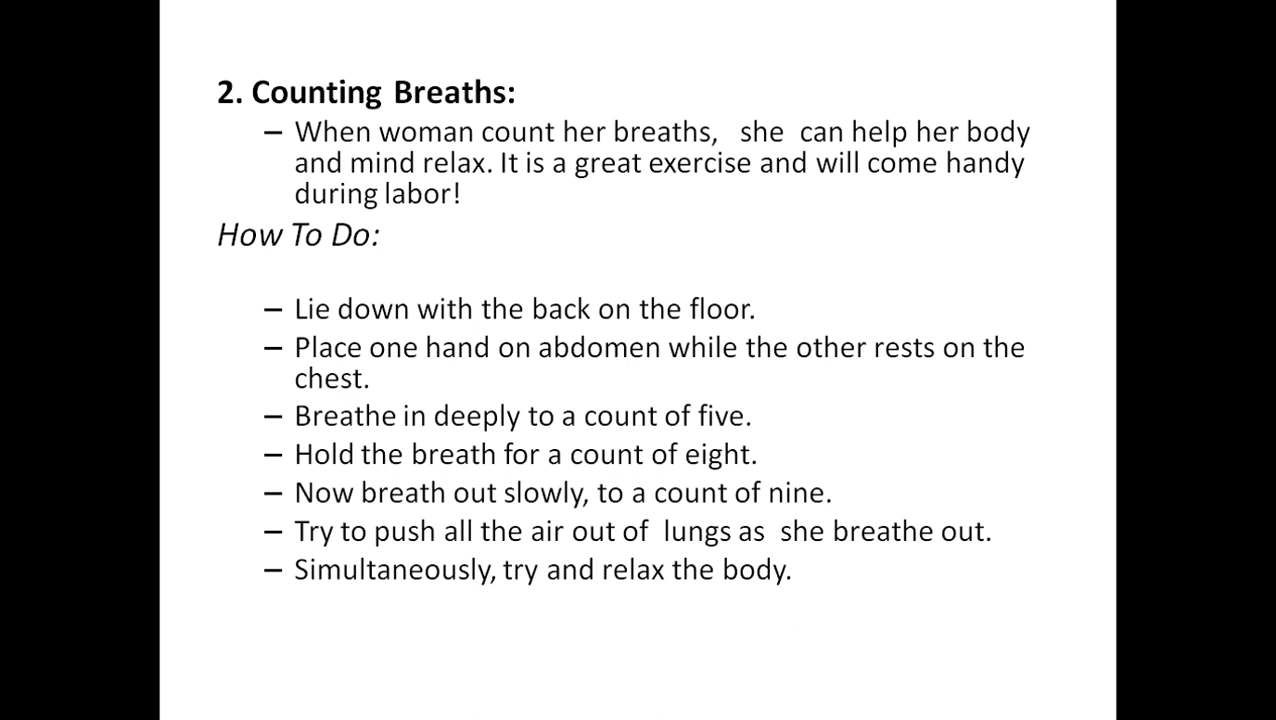 2. Counting Breaths:
– When woman count her breaths, she can help her body
and mind relax. It is a great exercise and will come handy
during labor!
How To Do:
– Lie down with the back on the floor.
– Place one hand on abdomen while the other rests on the
chest.
– Breathe in deeply to a count of five.
– Hold the breath for a count of eight.
– Now breath out slowly, to a count of nine.
– Try to push all the air out of lungs as she breathe out.
– Simultaneously, try and relax the body.